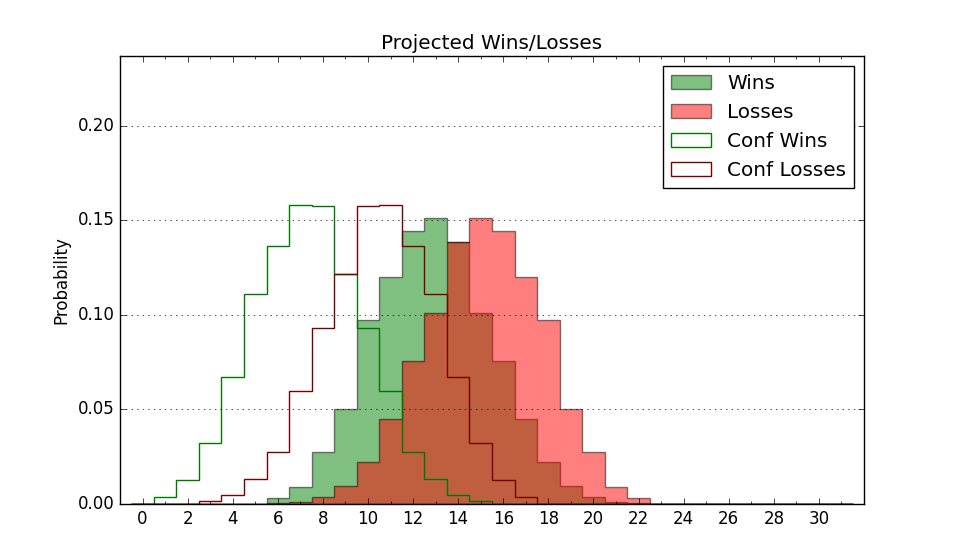 Projected Wins/Losses
Wins
Losses
Conf Wins
Conf Losses
Probability
0.20
0.15
0.10
0.05
0.00
0 2 4 6 8 10 12 14 16 18 20 22 24 26 28 30